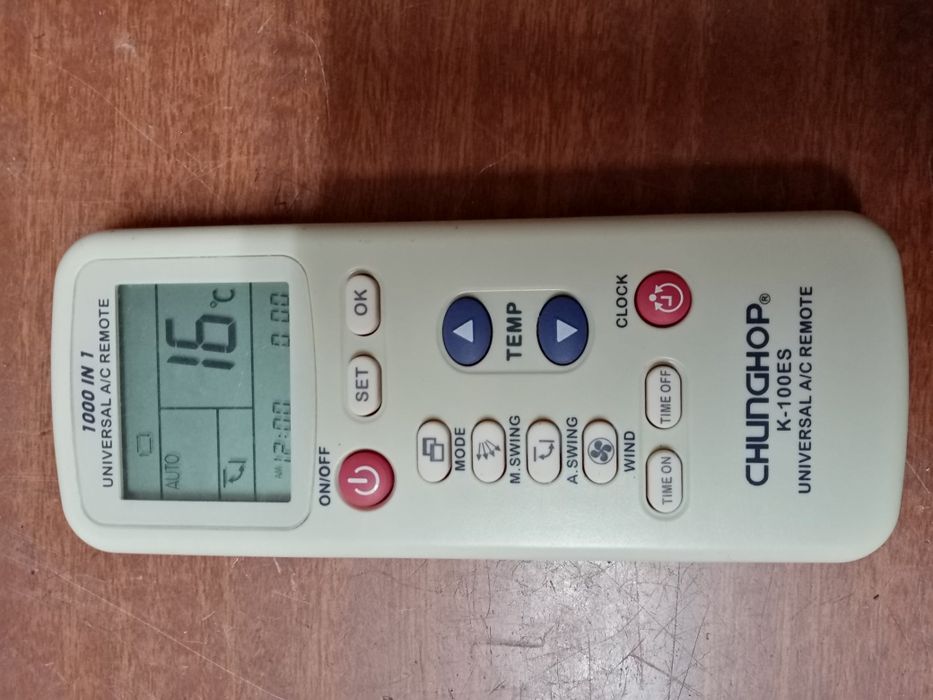 1000 IN 1
UNIVERSAL A/C REMOTE
AUTO
16°C
AM 12:00 0.00
ON/OFF
SET
OK
MODE
M.SWING
A.SWING
WIND
TEMP
TIME ON
TIME OFF
CLOCK
CHUNGHOP®
K-100ES
UNIVERSAL A/C REMOTE